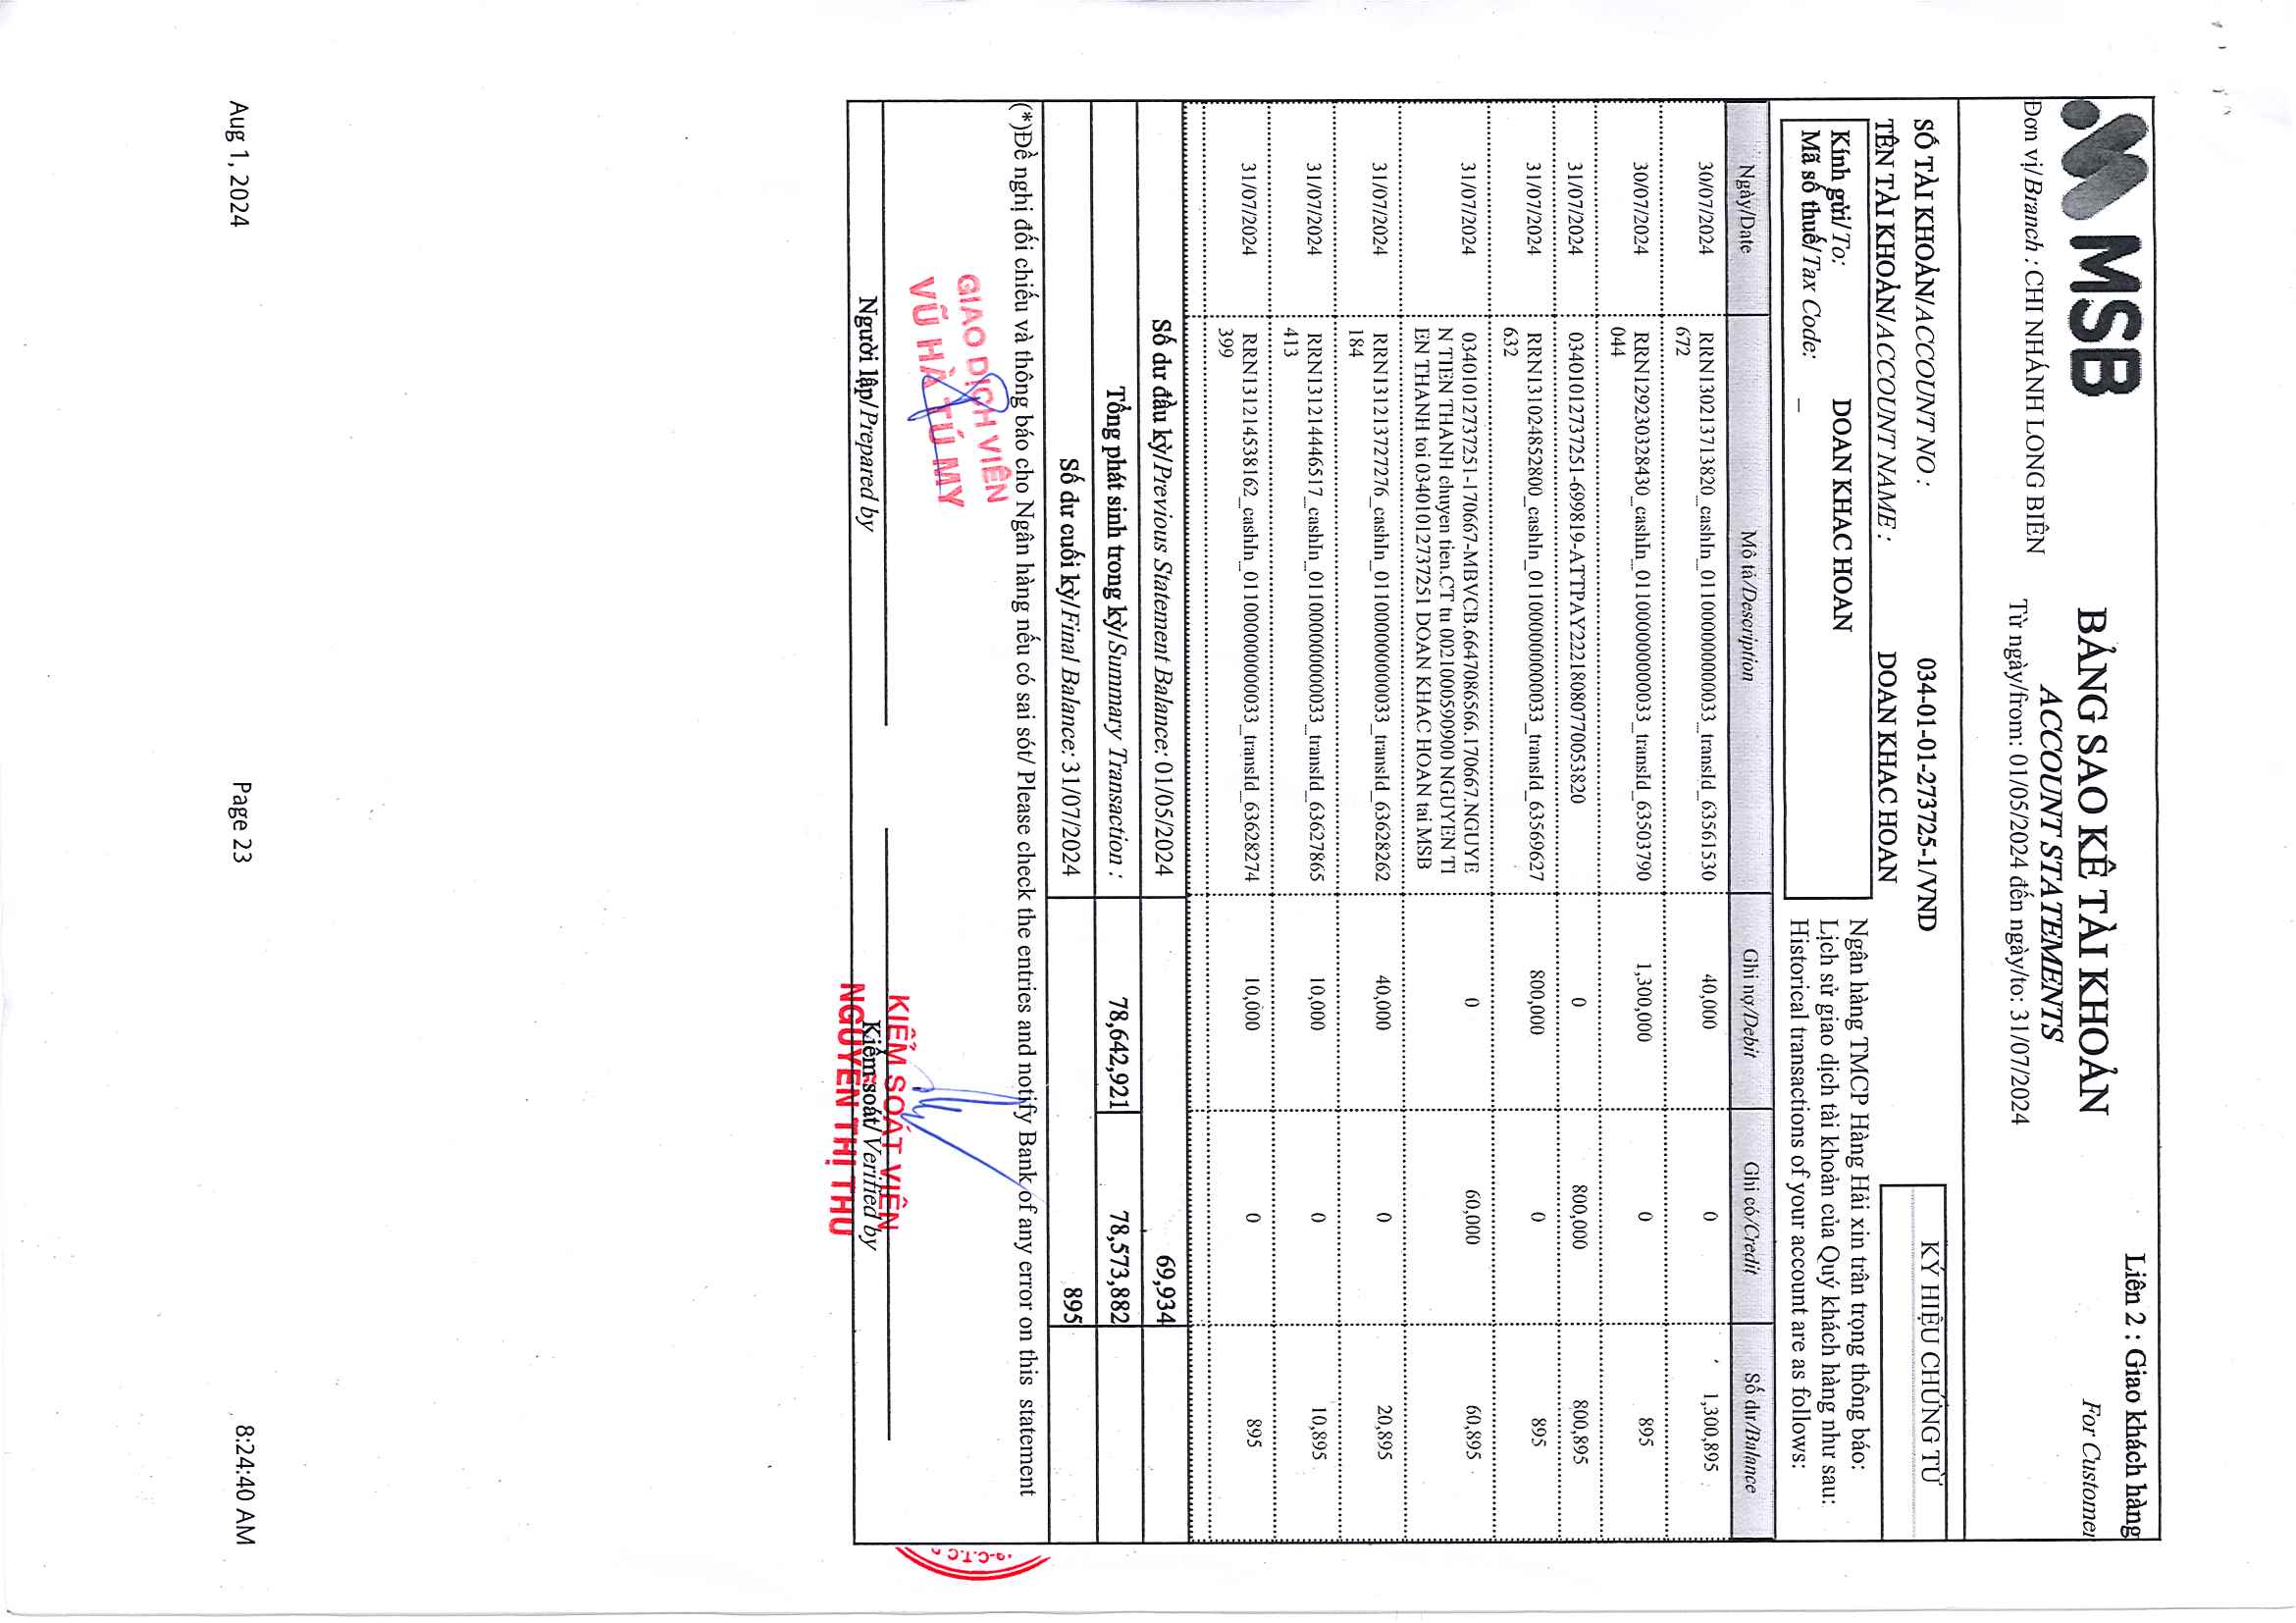 MSB
Liên 2 : Giao khách hàng
For Customer
BẢNG SAO KÊ TÀI KHOẢN
ACCOUNT STATEMENTS
Đơn vị/Branch : CHI NHÁNH LONG BIÊN
Từ ngày/from: 01/05/2024 đến ngày/to: 31/07/2024
SỐ TÀI KHOẢN/ACCOUNT NO : 034-01-01-273725-1/VND
KÝ HIỆU CHỨNG TỪ
TÊN TÀI KHOẢN/ACCOUNT NAME : DOAN KHAC HOAN
Kính gửi/To: DOAN KHAC HOAN
Mã số thuế/Tax Code: _
Ngân hàng TMCP Hàng Hải xin trân trọng thông báo:
Lịch sử giao dịch tài khoản của Quý khách hàng như sau:
Historical transactions of your account are as follows:
Ngày/Date Mô tả/Description Ghi nợ/Debit Ghi có/Credit Số dư/Balance
30/07/2024 RRN130213713820_cashIn_011000000000033_transId_63561530 40,000 0 1,300,895
672
30/07/2024 RRN129230328430_cashIn_011000000000033_transId_63503790 1,300,000 0 895
044
31/07/2024 03401012737251-699819-ATTPAY22218080770053820 0 800,000 800,895
31/07/2024 RRN131024852800_cashIn_011000000000033_transId_63569627 800,000 0 895
632
31/07/2024 03401012737251-170667-MBVCB.6647086566.170667.NGUYE 0 60,000 60,895
N TIEN THANH chuyen tien.CT tu 0021000590900 NGUYEN TI
EN THANH toi 03401012737251 DOAN KHAC HOAN tai MSB
31/07/2024 RRN131213727276_cashIn_011000000000033_transId_63628262 40,000 0 20,895
184
31/07/2024 RRN131214446517_cashIn_011000000000033_transId_63627865 10,000 0 10,895
413
31/07/2024 RRN131214538162_cashIn_011000000000033_transId_63628274 10,000 0 895
399
Số dư đầu kỳ/Previous Statement Balance: 01/05/2024 69,934
Tổng phát sinh trong kỳ/Summary Transaction : 78,642,921 78,573,882
Số dư cuối kỳ/Final Balance: 31/07/2024 895
(*)Đề nghị đối chiếu và thông báo cho Ngân hàng nếu có sai sót/ Please check the entries and notify Bank of any error on this statement
GIAO DỊCH VIÊN
VŨ HÀ TÚ MY
KIỂM SOÁT VIÊN
Người lập/Prepared by
Kiểm soát/Verified by
NGUYỄN THỊ THU
Aug 1, 2024
Page 23
8:24:40 AM